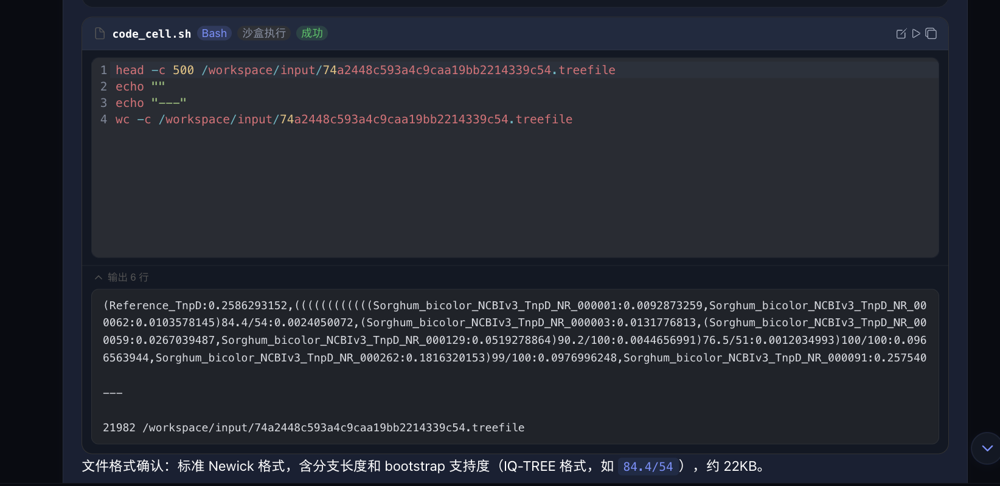 code_cell.sh Bash 沙盒执行 成功
1 head -c 500 /workspace/input/74a2448c593a4c9caa19bb2214339c54.treefile
2 echo ""
3 echo "---"
4 wc -c /workspace/input/74a2448c593a4c9caa19bb2214339c54.treefile
输出 6 行
(Reference_TnpD:0.2586293152,((((((((((((Sorghum_bicolor_NCBIv3_TnpD_NR_000001:0.0092873259,Sorghum_bicolor_NCBIv3_TnpD_NR_00
0062:0.0103578145)84.4/54:0.0024050072,(Sorghum_bicolor_NCBIv3_TnpD_NR_000003:0.0131776813,(Sorghum_bicolor_NCBIv3_TnpD_NR_00
0059:0.0267039487,Sorghum_bicolor_NCBIv3_TnpD_NR_000129:0.0519278864)90.2/100:0.0044656991)76.5/51:0.0012034993)100/100:0.096
6563944,Sorghum_bicolor_NCBIv3_TnpD_NR_000262:0.1816320153)99/100:0.0976996248,Sorghum_bicolor_NCBIv3_TnpD_NR_000091:0.257540
---
21982 /workspace/input/74a2448c593a4c9caa19bb2214339c54.treefile
文件格式确认：标准 Newick 格式，含分支长度和 bootstrap 支持度（IQ-TREE 格式，如 84.4/54），约 22KB。